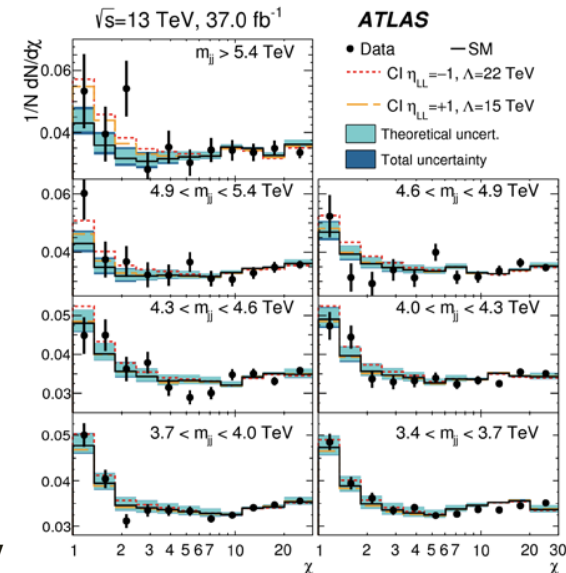 √s=13 TeV, 37.0 fb⁻¹
ATLAS
1/N dN/dχ
m_jj > 5.4 TeV
0.06
0.04
Data
SM
CI η_LL=−1, Λ=22 TeV
CI η_LL=+1, Λ=15 TeV
Theoretical uncert.
Total uncertainty
4.9 < m_jj < 5.4 TeV
0.06
0.04
4.6 < m_jj < 4.9 TeV
4.3 < m_jj < 4.6 TeV
0.05
0.03
4.0 < m_jj < 4.3 TeV
3.7 < m_jj < 4.0 TeV
0.05
0.04
0.03
3.4 < m_jj < 3.7 TeV
1 2 3 4 5 6 7 10 20
χ
1 2 3 4 5 6 7 10 20 30
χ